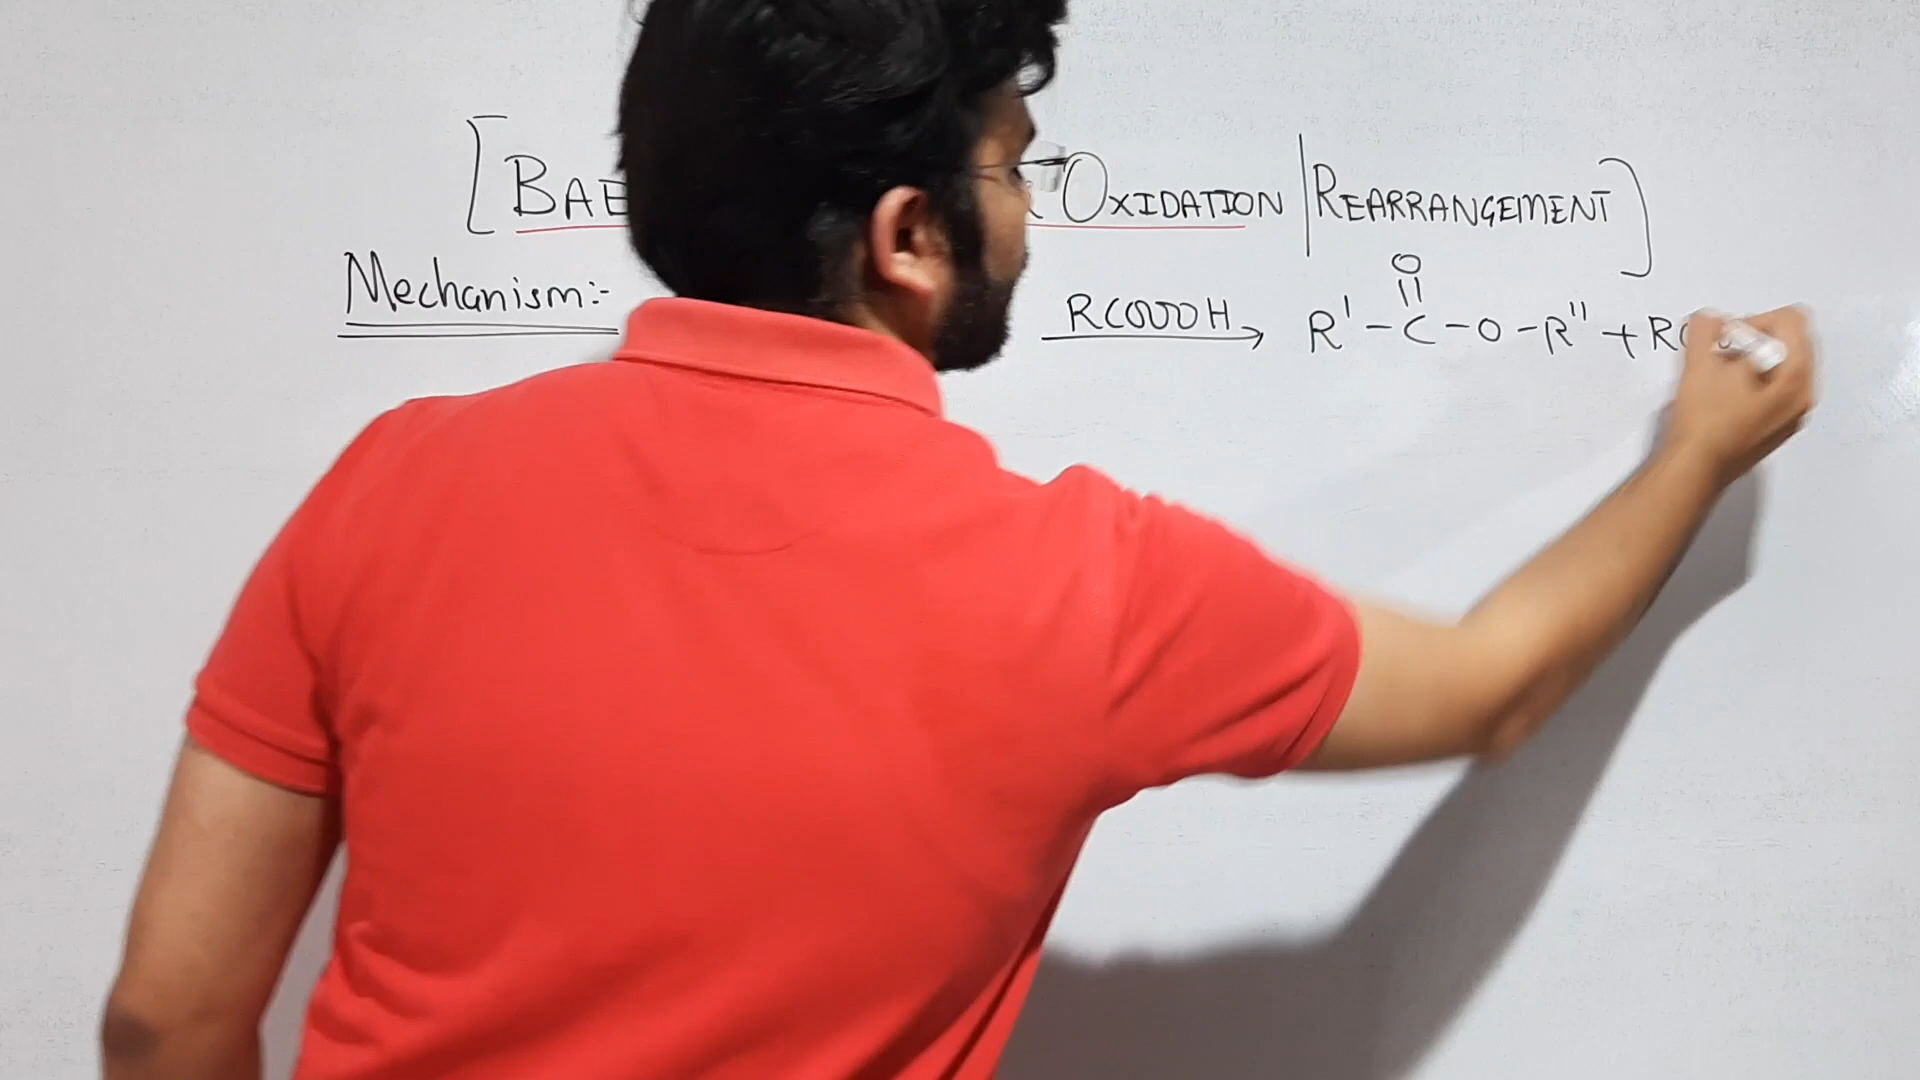 [BAE OXIDATION | REARRANGEMENT]
Mechanism:-
O
||
RCOOOH
R' - C - O - R" + RC